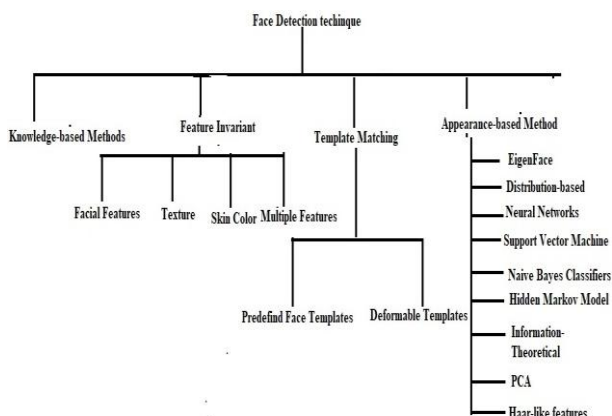 Face Detection techinque
Knowledge-based Methods
Feature Invariant
Template Matching
Appearance-based Method
Facial Features
Texture
Skin Color
Multiple Features
Predefind Face Templates
Deformable Templates
EigenFace
Distribution-based
Neural Networks
Support Vector Machine
Naive Bayes Classifiers
Hidden Markov Model
Information-
Theoretical
PCA
Haar-like features